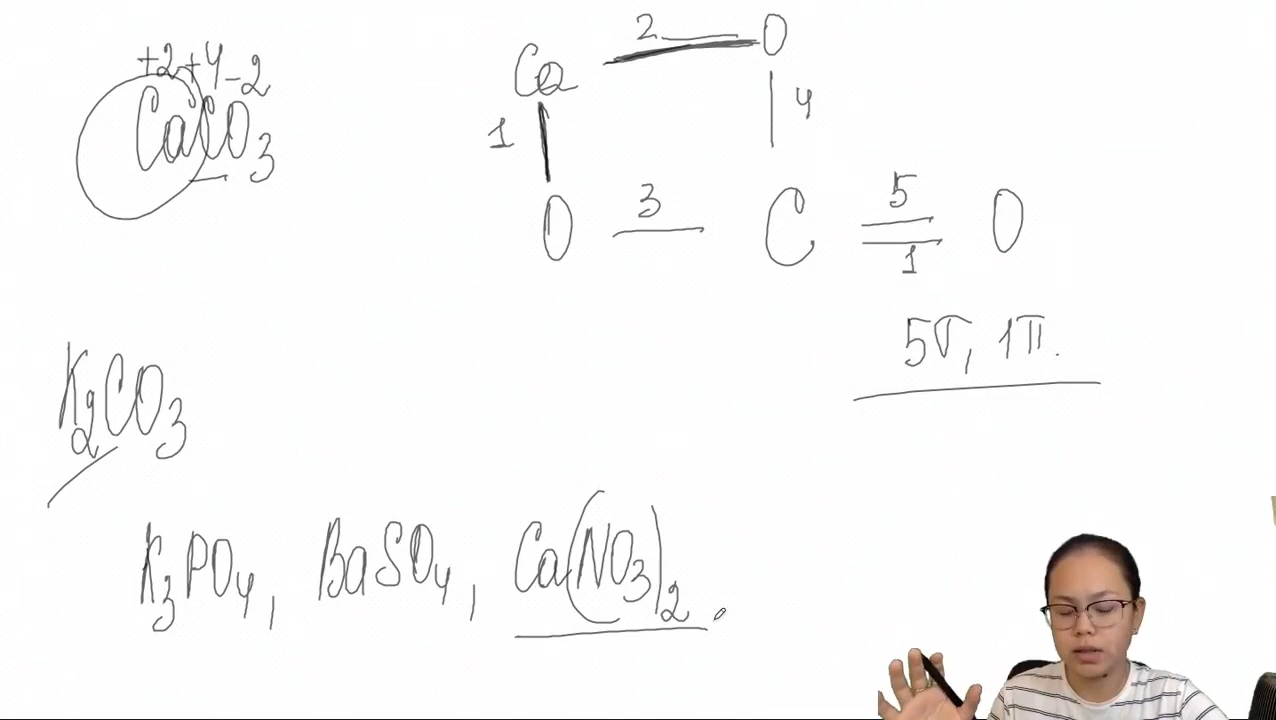 +2+4-2
CaCO3
Ca 2 O
1 4
O 3 C 5 O
1
5σ, 1π.
K2CO3
K3PO4, BaSO4, Ca(NO3)2.